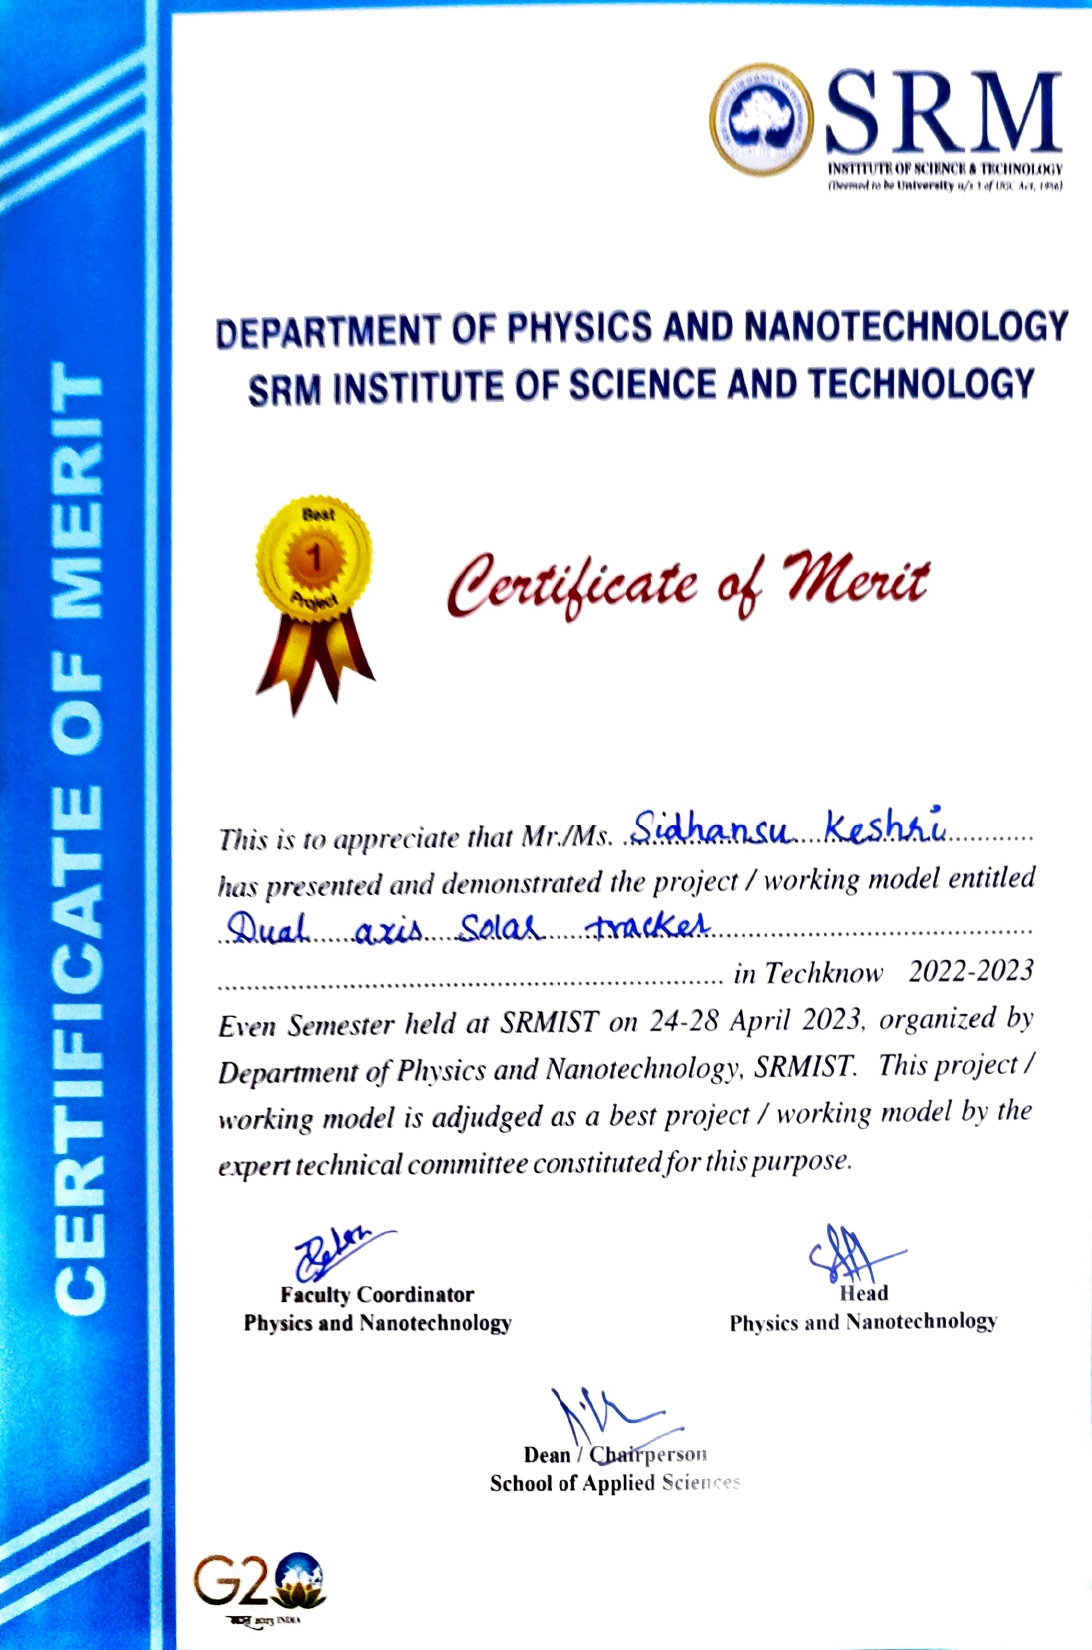 CERTIFICATE OF MERIT
SRM
INSTITUTE OF SCIENCE & TECHNOLOGY
(Deemed to be University u/s 3 of UGC Act, 1956)
DEPARTMENT OF PHYSICS AND NANOTECHNOLOGY
SRM INSTITUTE OF SCIENCE AND TECHNOLOGY
Best
1
Project
Certificate of Merit
This is to appreciate that Mr./Ms. Sidhansu Keshri
has presented and demonstrated the project / working model entitled
Dual axis Solar tracker
in Techknow 2022-2023
Even Semester held at SRMIST on 24-28 April 2023, organized by
Department of Physics and Nanotechnology, SRMIST. This project /
working model is adjudged as a best project / working model by the
expert technical committee constituted for this purpose.
Faculty Coordinator
Physics and Nanotechnology
Head
Physics and Nanotechnology
Dean / Chairperson
School of Applied Sciences
G20
2023 INDIA